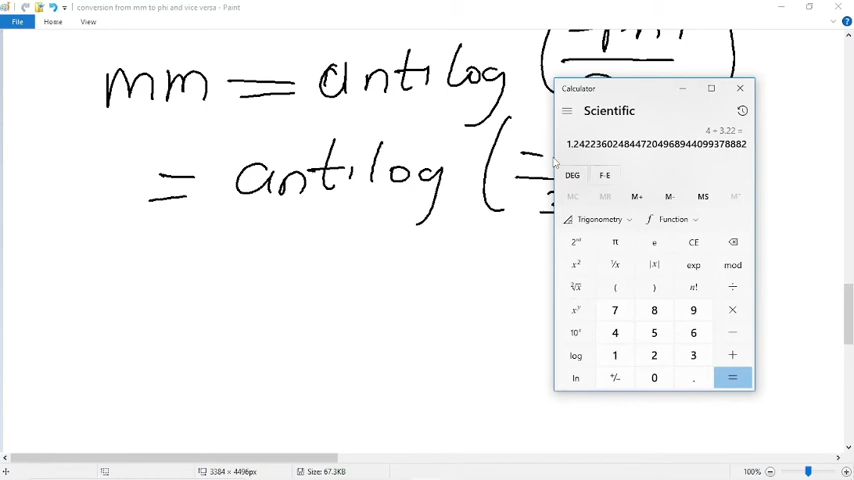 conversion from mm to phi and vice versa - Paint
File Home View
mm = antilog (
= antilog (
Calculator
Scientific
4 ÷ 3.22 =
1.2422360248447204968944099378882
DEG F-E
MC MR M+ M- MS M˅
Trigonometry Function
2ⁿᵈ π e CE
x² ¹/x |x| exp mod
²√x ( ) n! ÷
xʸ 7 8 9 ×
10ˣ 4 5 6 −
log 1 2 3 +
ln +/− 0 . =
3384 × 4496px Size: 67.3KB 100%